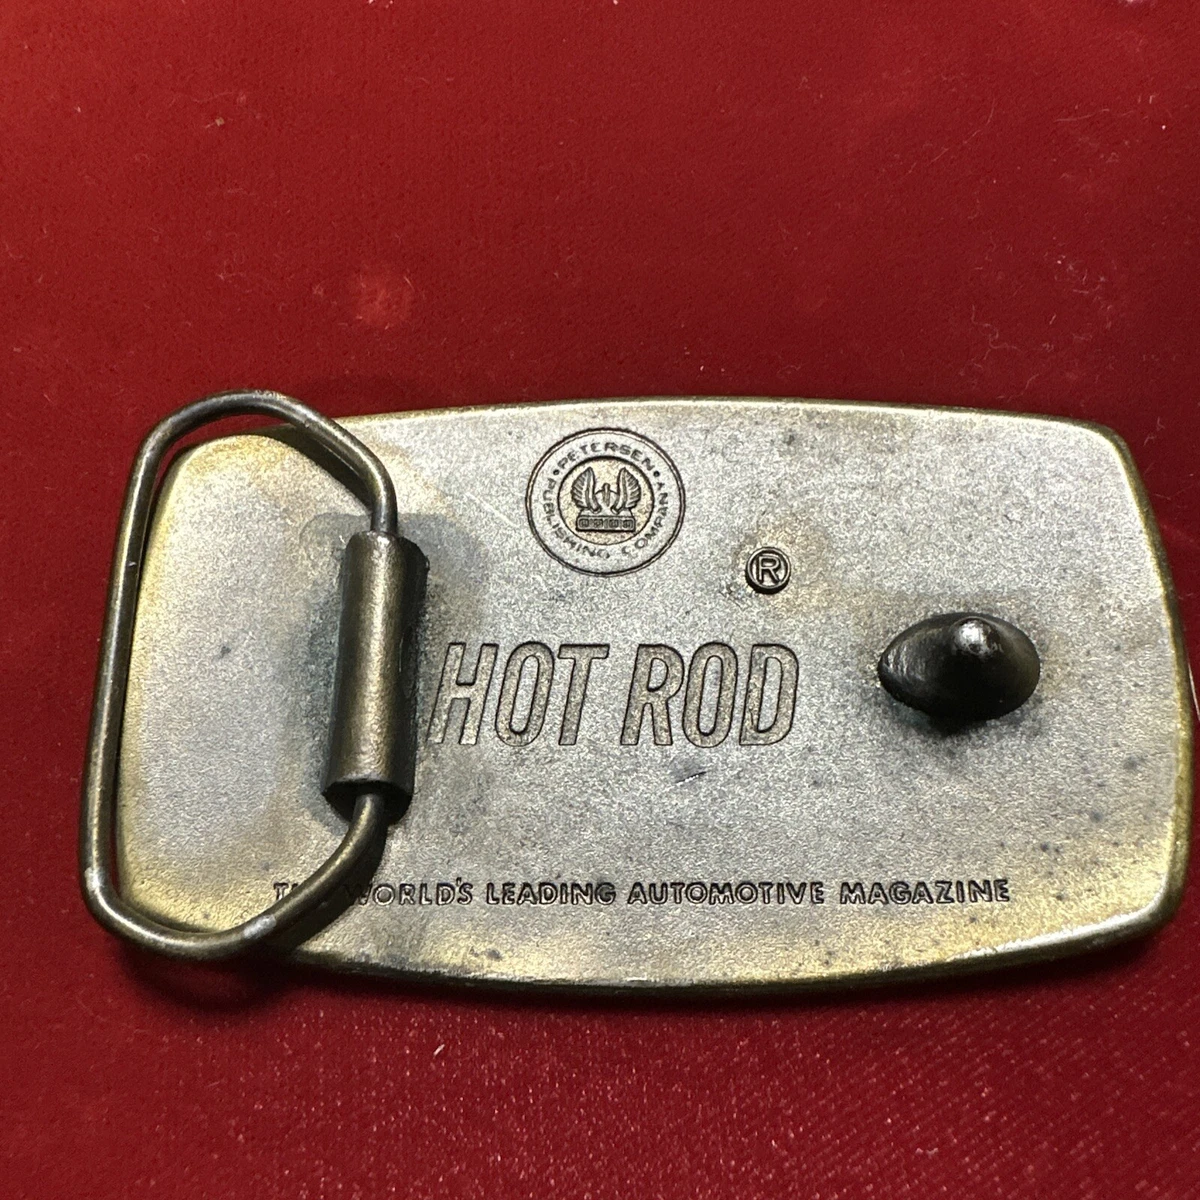 PETERSEN
PUBLISHING COMPANY
®
HOT ROD
WORLD'S LEADING AUTOMOTIVE MAGAZINE